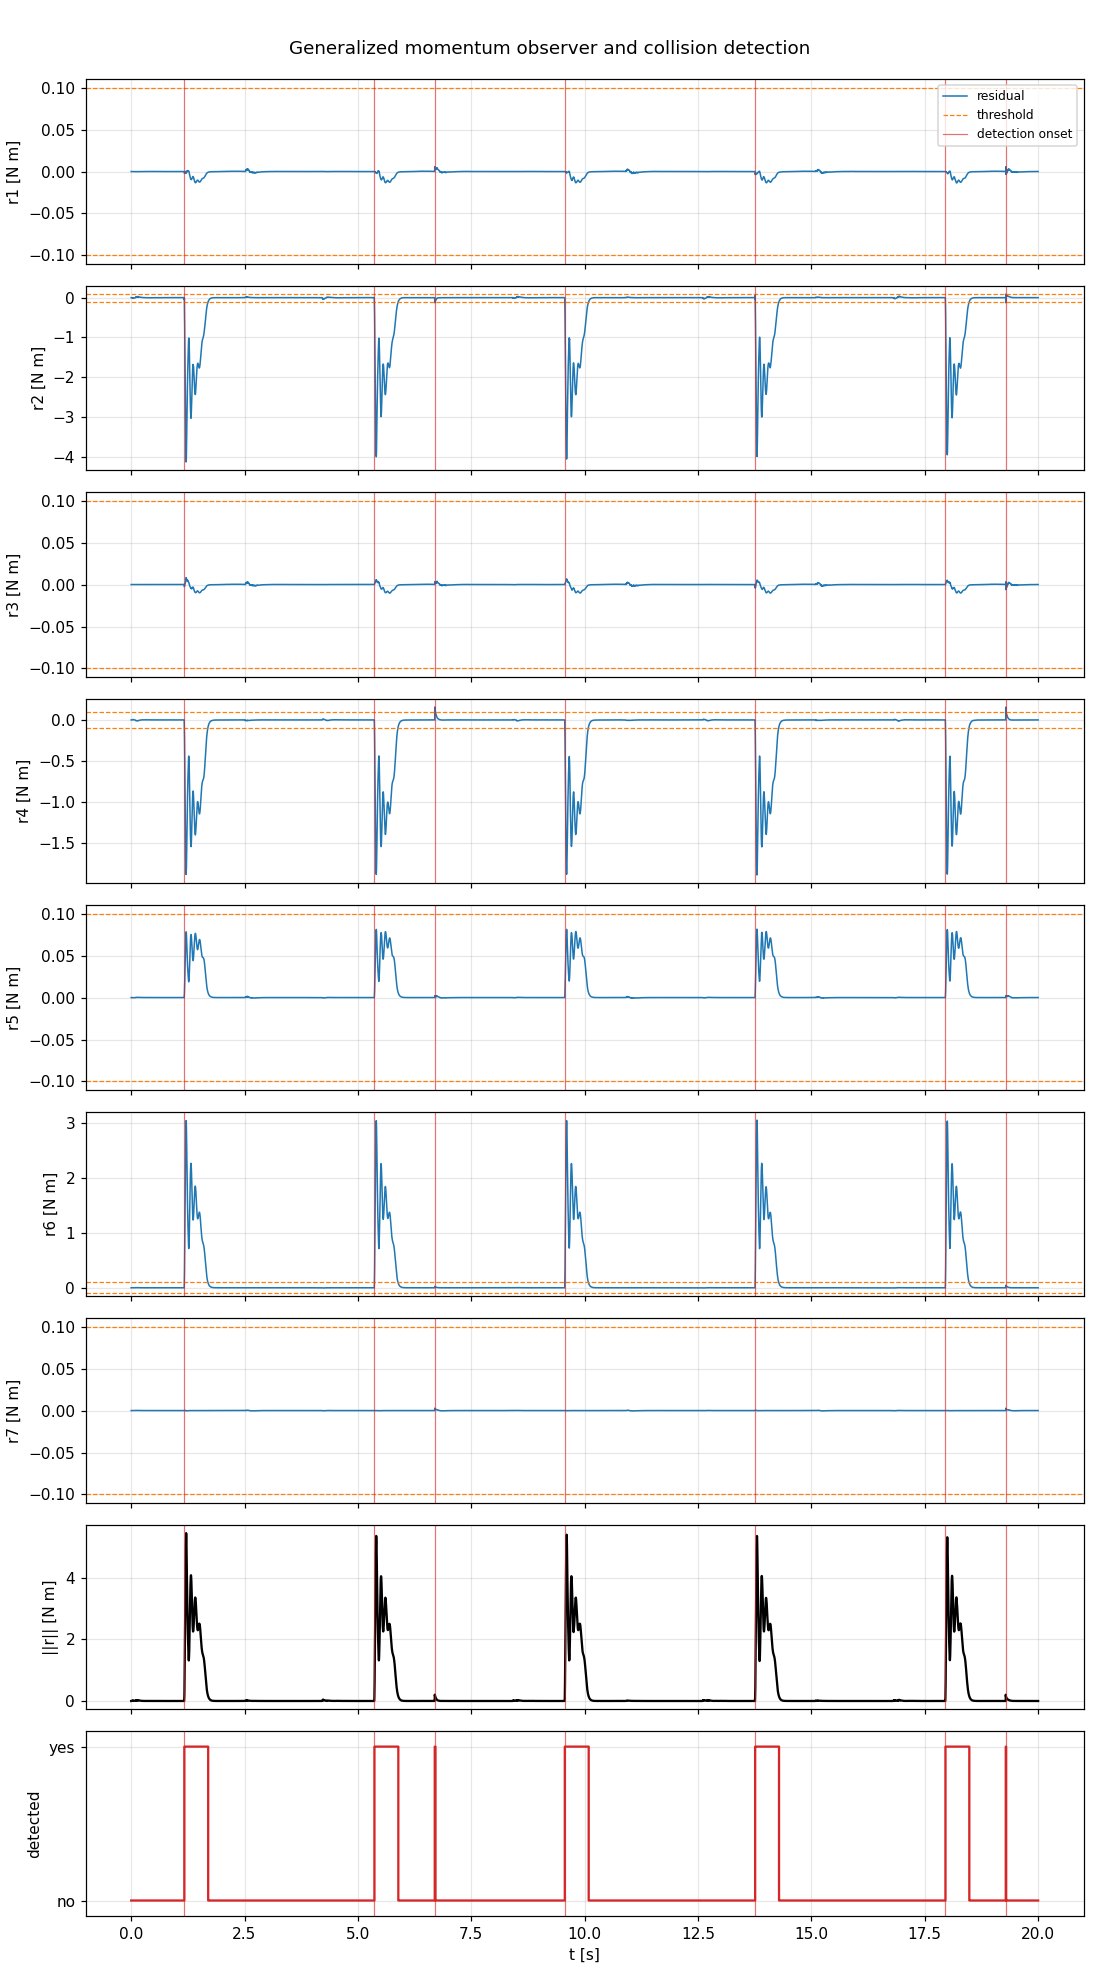 Generalized momentum observer and collision detection
r1 [N m]
0.10
0.05
0.00
−0.05
−0.10
residual
threshold
detection onset
r2 [N m]
0
−1
−2
−3
−4
r3 [N m]
0.10
0.05
0.00
−0.05
−0.10
r4 [N m]
0.0
−0.5
−1.0
−1.5
r5 [N m]
0.10
0.05
0.00
−0.05
−0.10
r6 [N m]
3
2
1
0
r7 [N m]
0.10
0.05
0.00
−0.05
−0.10
||r|| [N m]
4
2
0
detected
yes
no
0.0 2.5 5.0 7.5 10.0 12.5 15.0 17.5 20.0
t [s]